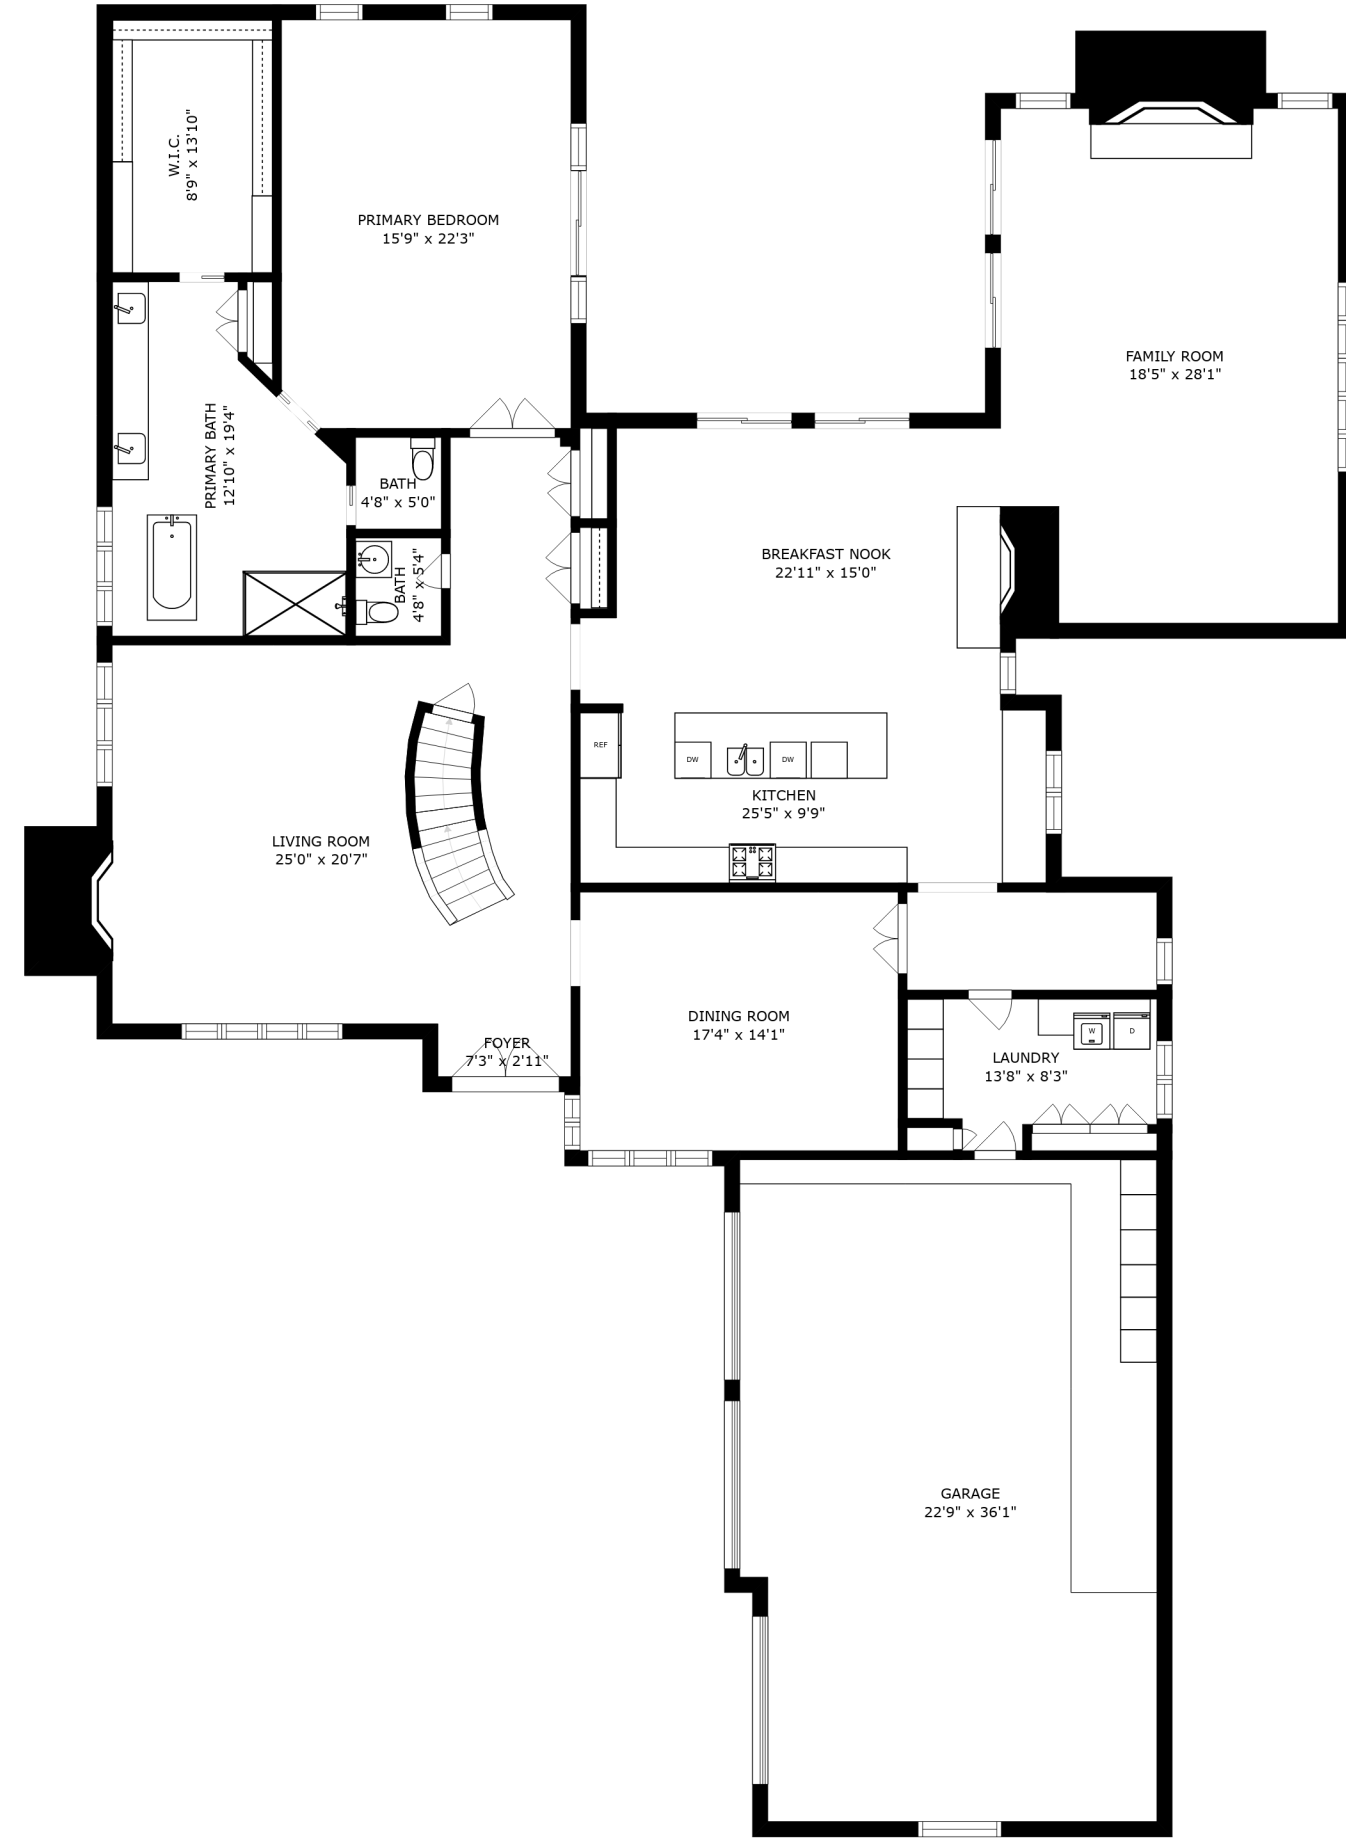 W.I.C.
8'9" x 13'10"
PRIMARY BEDROOM
15'9" x 22'3"
FAMILY ROOM
18'5" x 28'1"
PRIMARY BATH
12'10" x 19'4"
BATH
4'8" x 5'0"
BATH
4'8" x 5'4"
BREAKFAST NOOK
22'11" x 15'0"
REF
DW
DW
KITCHEN
25'5" x 9'9"
LIVING ROOM
25'0" x 20'7"
DINING ROOM
17'4" x 14'1"
FOYER
7'3" x 2'11"
W
D
LAUNDRY
13'8" x 8'3"
GARAGE
22'9" x 36'1"